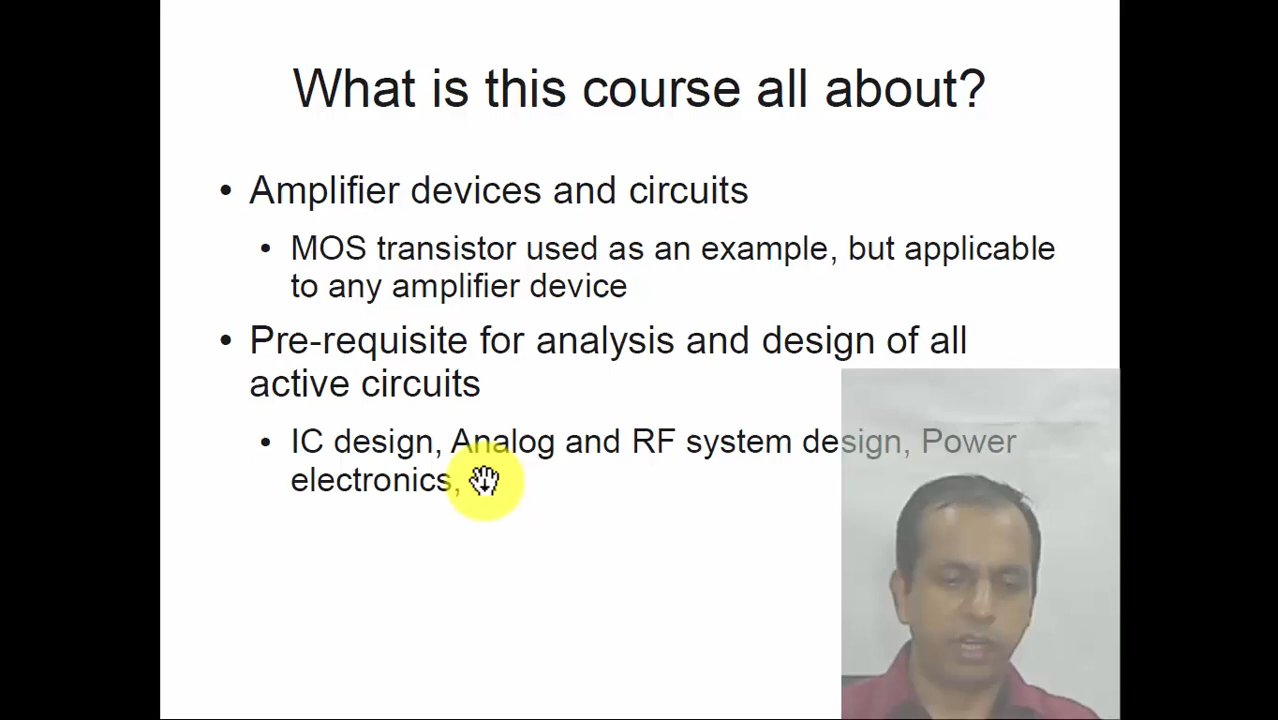 What is this course all about?
• Amplifier devices and circuits
• MOS transistor used as an example, but applicable
to any amplifier device
• Pre-requisite for analysis and design of all
active circuits
• IC design, Analog and RF system design, Power
electronics,